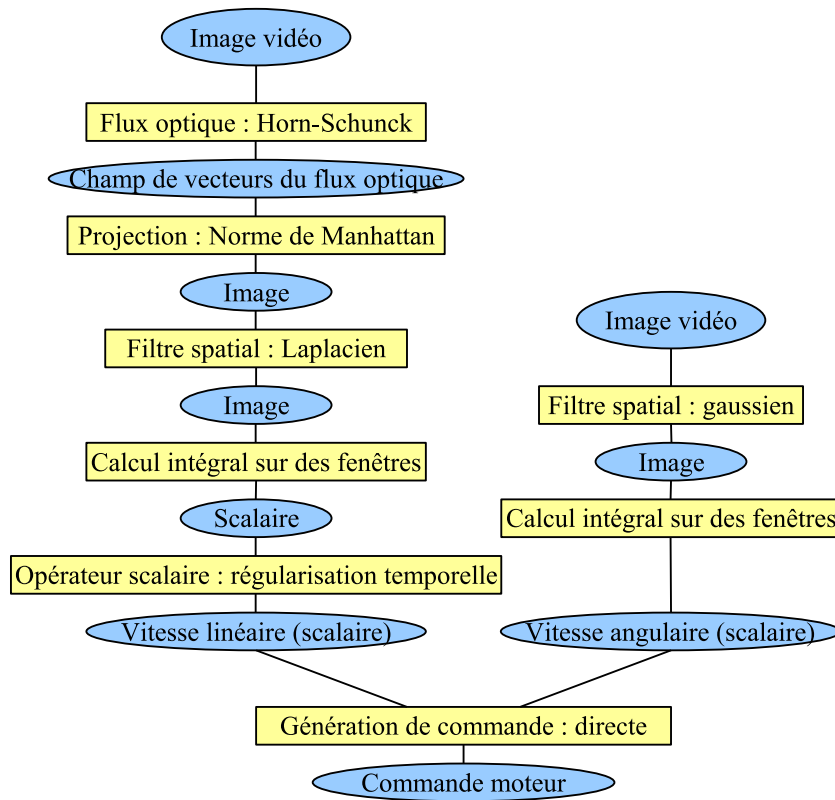 Image vidéo
Flux optique : Horn-Schunck
Champ de vecteurs du flux optique
Projection : Norme de Manhattan
Image
Filtre spatial : Laplacien
Image
Calcul intégral sur des fenêtres
Scalaire
Opérateur scalaire : régularisation temporelle
Vitesse linéaire (scalaire)
Image vidéo
Filtre spatial : gaussien
Image
Calcul intégral sur des fenêtres
Vitesse angulaire (scalaire)
Génération de commande : directe
Commande moteur